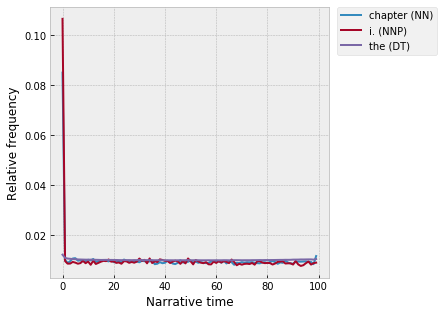 chapter (NN)
i. (NNP)
the (DT)
0.10
0.08
0.06
0.04
0.02
Relative frequency
0 20 40 60 80 100
Narrative time